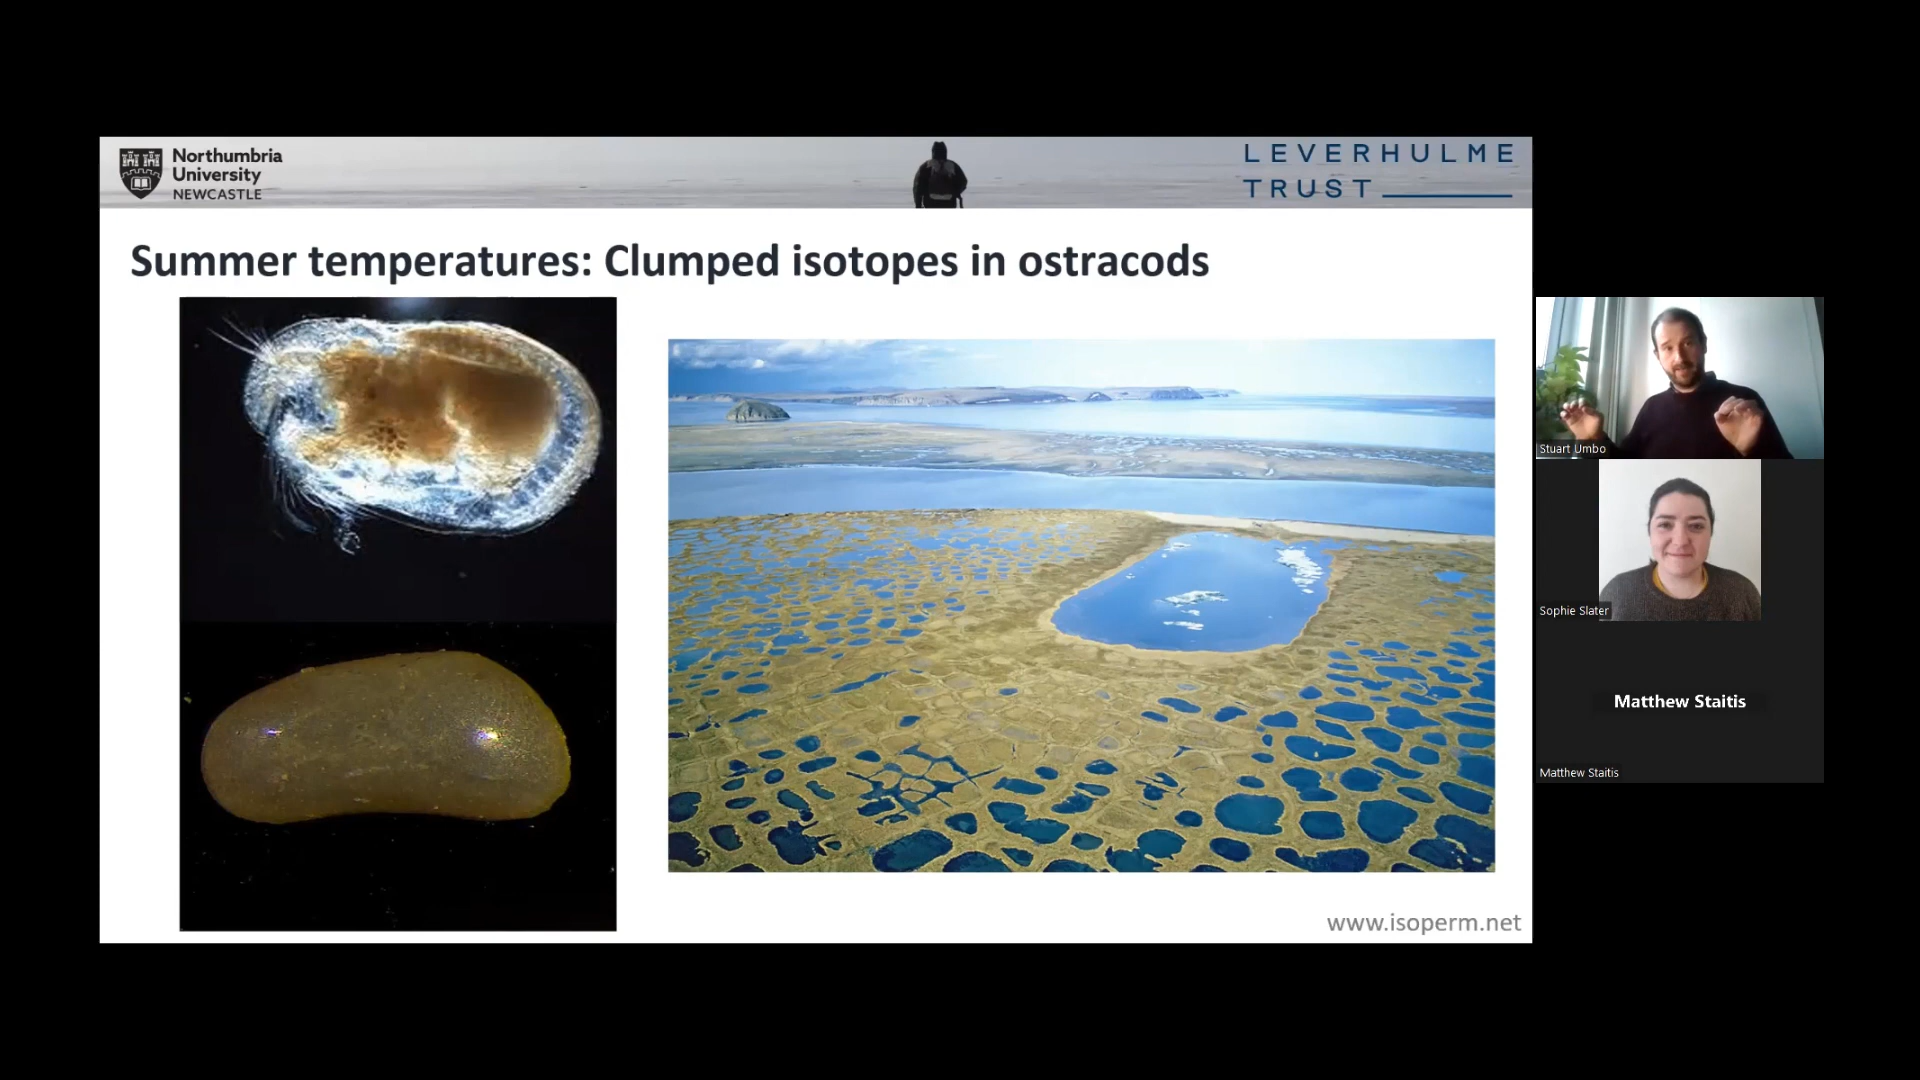 Northumbria
University
NEWCASTLE
LEVERHULME
TRUST
Summer temperatures: Clumped isotopes in ostracods
www.isoperm.net
Stuart Umbo
Sophie Slater
Matthew Staitis
Matthew Staitis